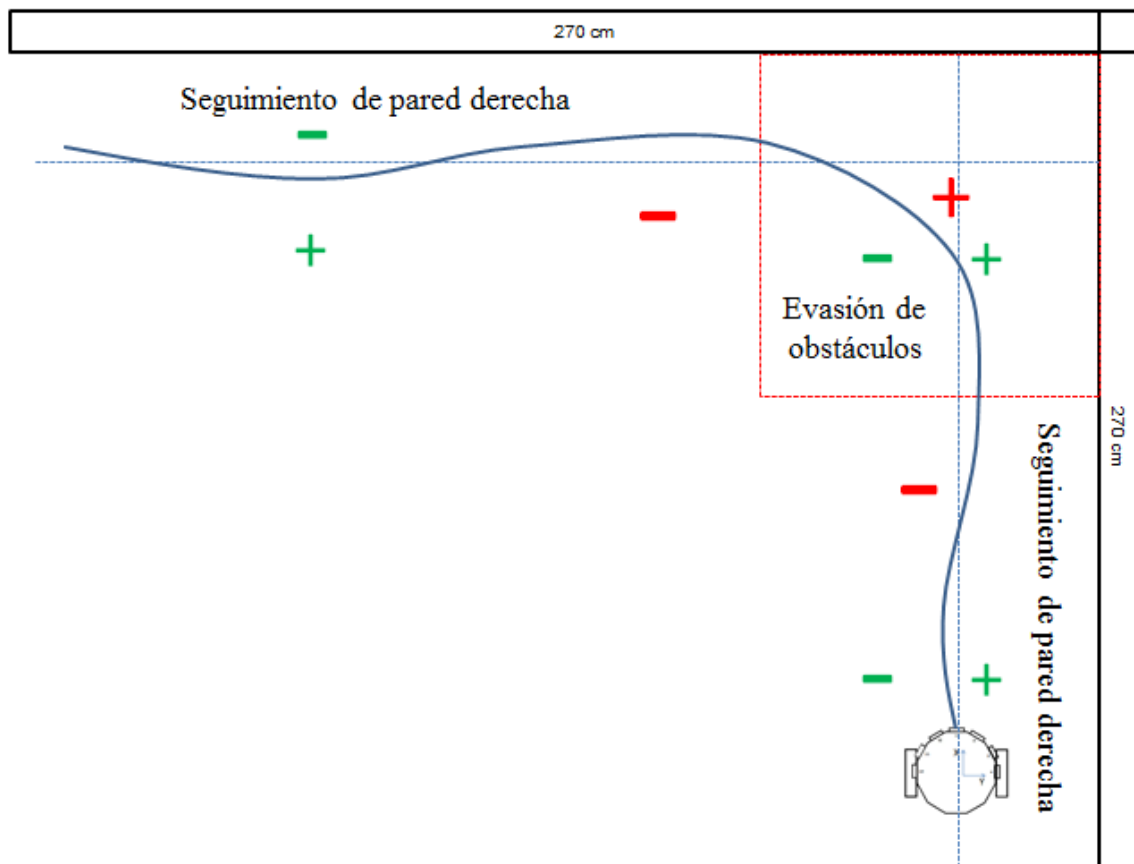 270 cm
Seguimiento de pared derecha
Evasión de
obstáculos
270 cm
Seguimiento de pared derecha
X
Y